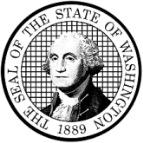 THE SEAL OF THE STATE OF WASHINGTON
1889